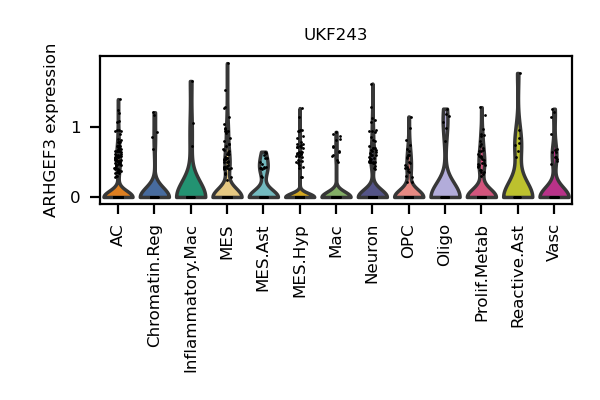 UKF243
ARHGEF3 expression
1
0
AC
Chromatin.Reg
Inflammatory.Mac
MES
MES.Ast
MES.Hyp
Mac
Neuron
OPC
Oligo
Prolif.Metab
Reactive.Ast
Vasc